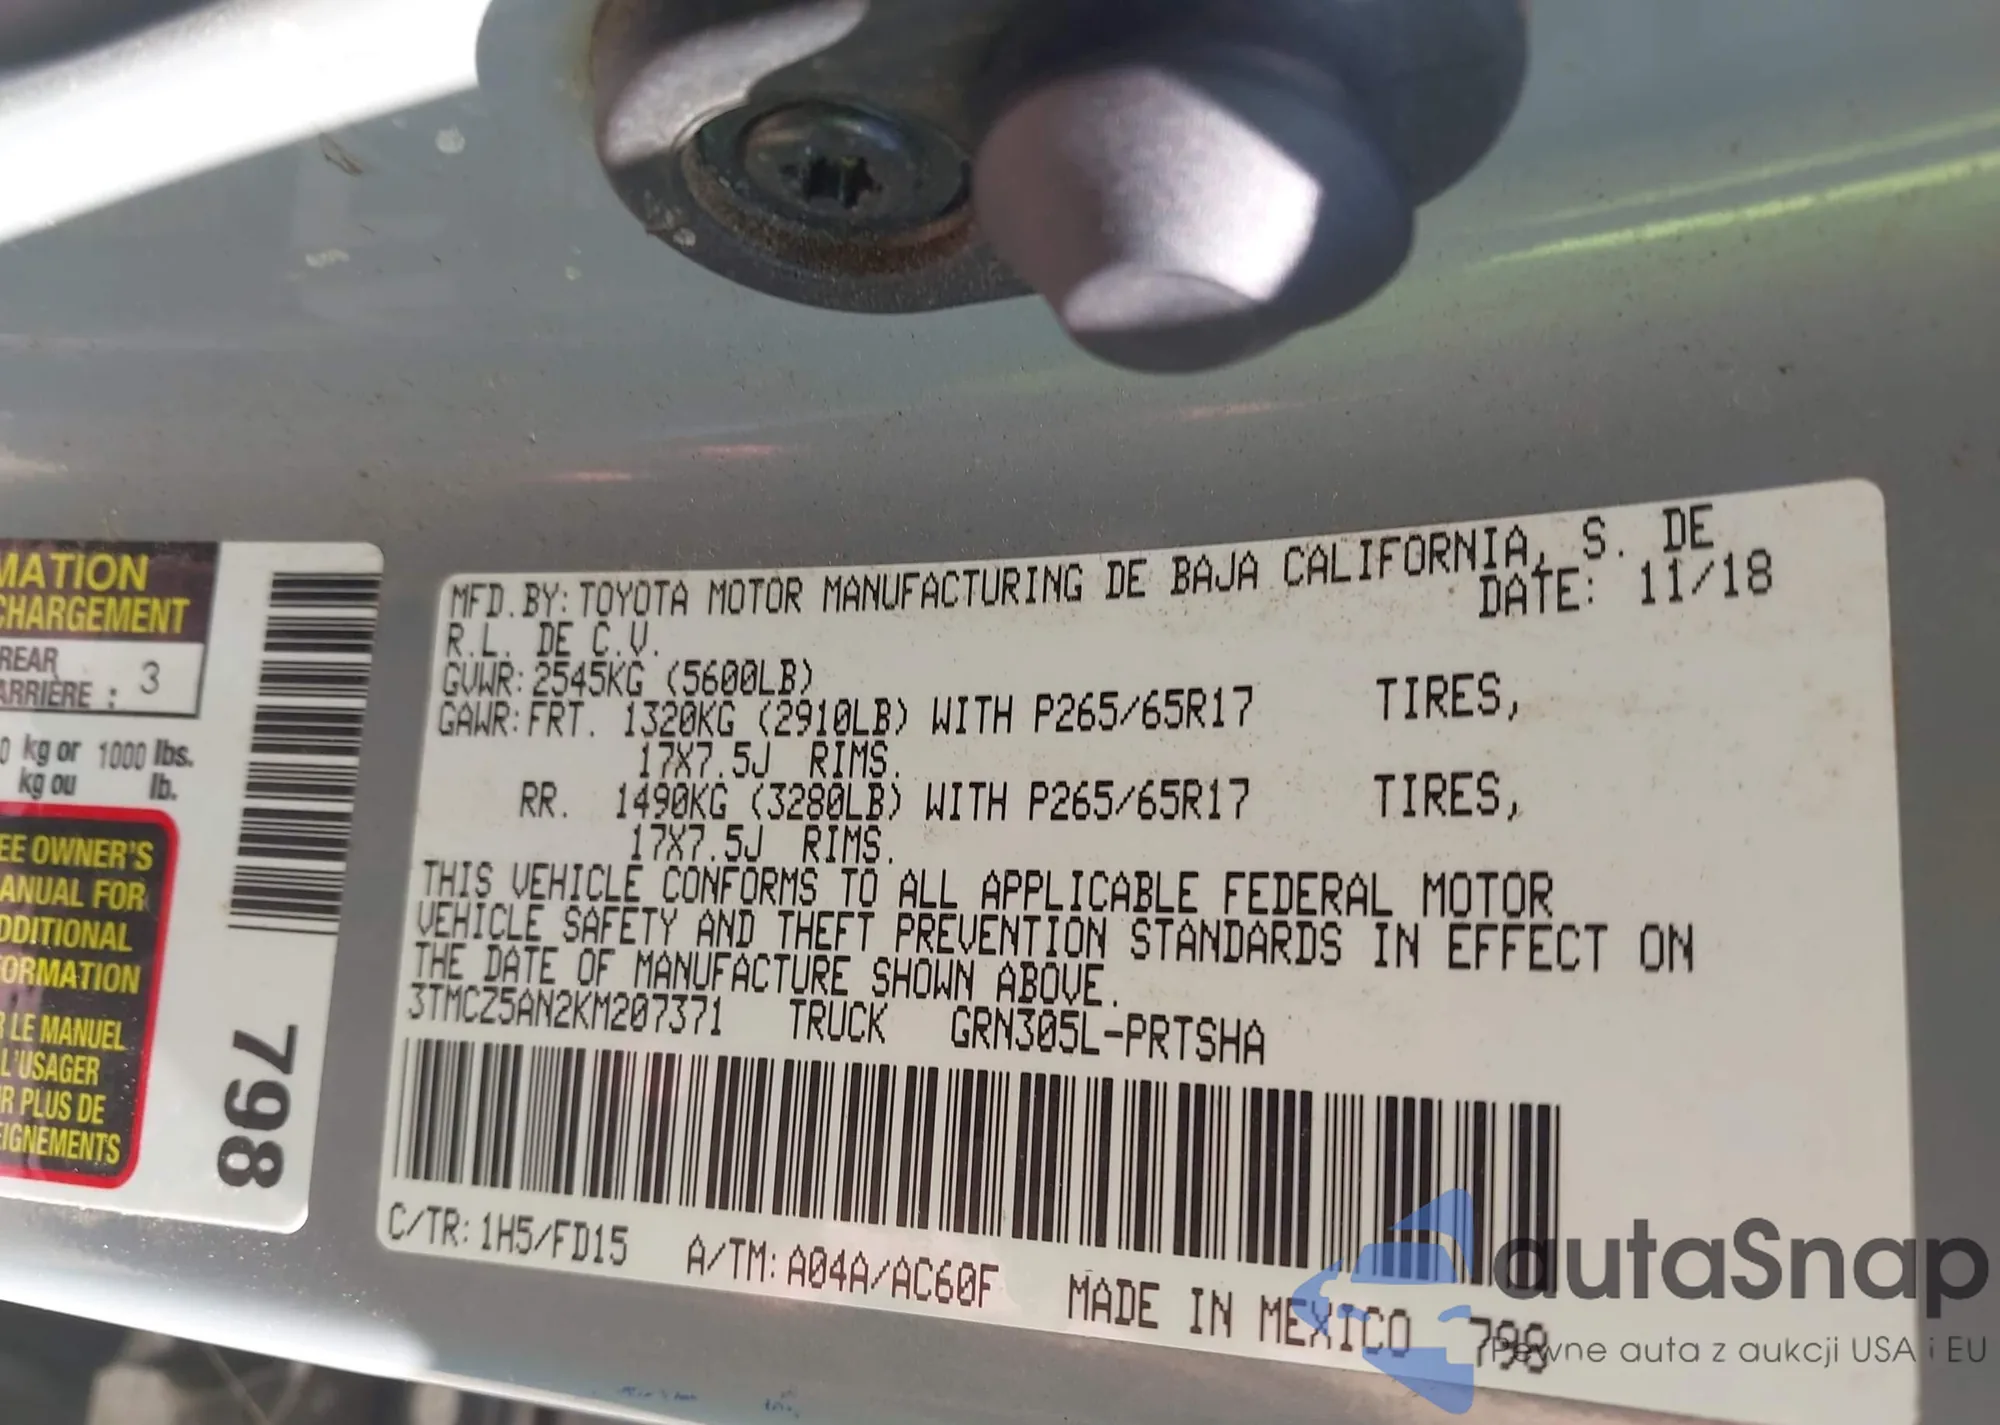 MATION
CHARGEMENT
REAR
ARRIÈRE : 3
0 kg or 1000 lbs.
kg ou lb.
EE OWNER'S
ANUAL FOR
DDITIONAL
FORMATION
R LE MANUEL
L'USAGER
R PLUS DE
EIGNEMENTS
798
MFD.BY:TOYOTA MOTOR MANUFACTURING DE BAJA CALIFORNIA, S. DE
R.L. DE C.V. DATE: 11/18
GVWR:2545KG (5600LB)
GAWR:FRT. 1320KG (2910LB) WITH P265/65R17 TIRES,
17X7.5J RIMS.
RR. 1490KG (3280LB) WITH P265/65R17 TIRES,
17X7.5J RIMS.
THIS VEHICLE CONFORMS TO ALL APPLICABLE FEDERAL MOTOR
VEHICLE SAFETY AND THEFT PREVENTION STANDARDS IN EFFECT ON
THE DATE OF MANUFACTURE SHOWN ABOVE.
3TMCZ5AN2KM207371 TRUCK GRN305L-PRTSHA
C/TR:1H5/FD15 A/TM:A04A/AC60F MADE IN MEXICO 798
autaSnap
Pewne auta z aukcji USA i EU